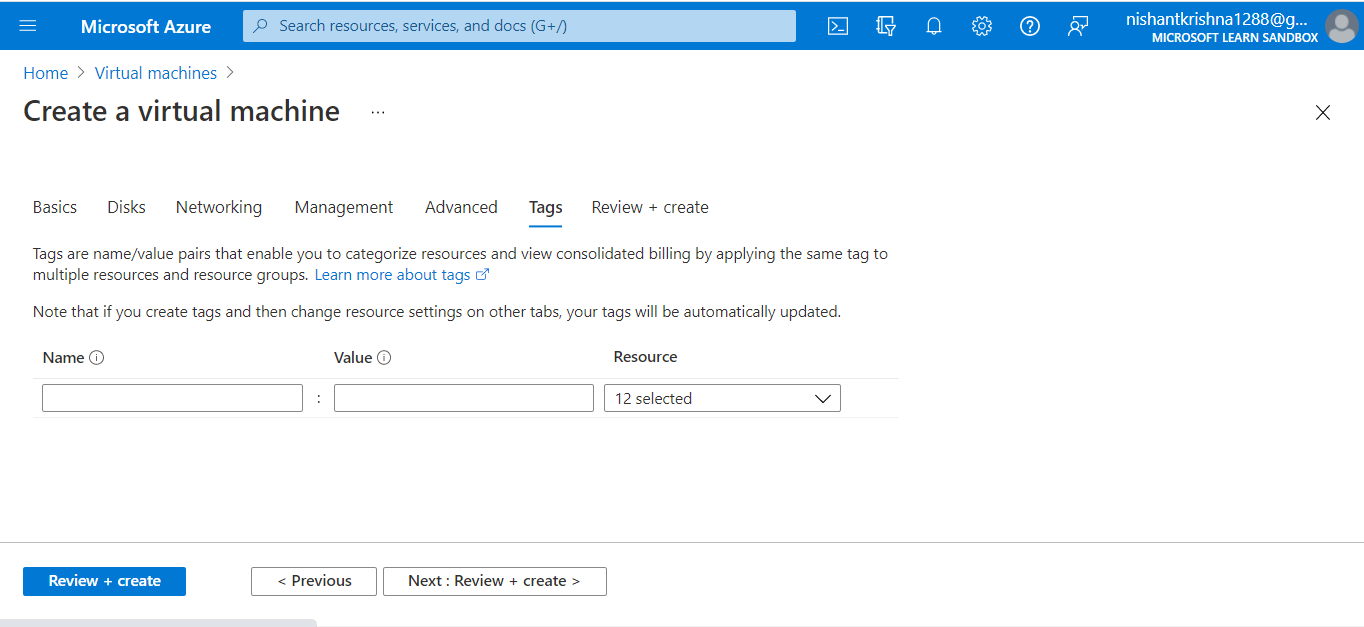 Microsoft Azure
Search resources, services, and docs (G+/)
nishantkrishna1288@g...
MICROSOFT LEARN SANDBOX
Home > Virtual machines >
Create a virtual machine ...
Basics Disks Networking Management Advanced Tags Review + create
Tags are name/value pairs that enable you to categorize resources and view consolidated billing by applying the same tag to
multiple resources and resource groups. Learn more about tags
Note that if you create tags and then change resource settings on other tabs, your tags will be automatically updated.
Name Value Resource
: 12 selected
Review + create < Previous Next : Review + create >